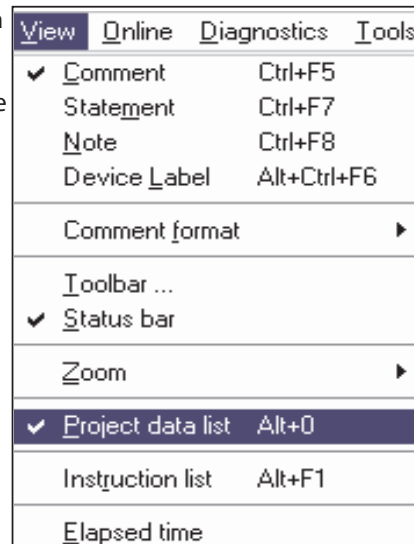 View Online Diagnostics Tools
✓ Comment Ctrl+F5
Statement Ctrl+F7
Note Ctrl+F8
Device Label Alt+Ctrl+F6
Comment format
Toolbar ...
✓ Status bar
Zoom
✓ Project data list Alt+0
Instruction list Alt+F1
Elapsed time